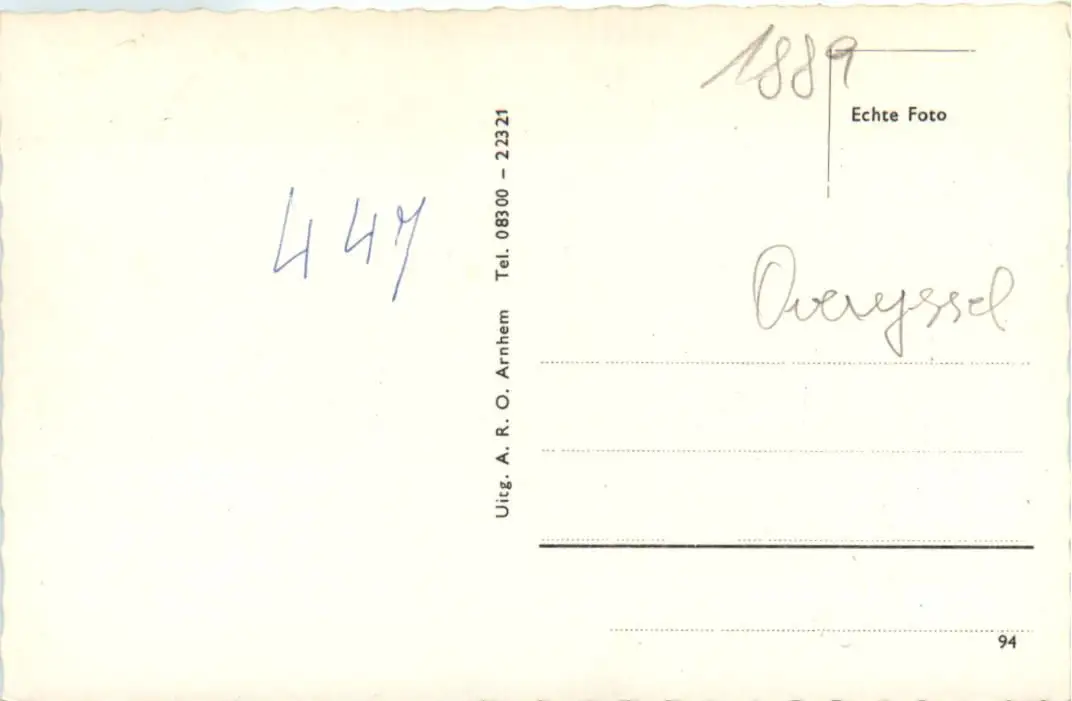 447
Uitg. A. R. O. Arnhem Tel. 08300 - 22321
1889
Echte Foto
Overyssel
94